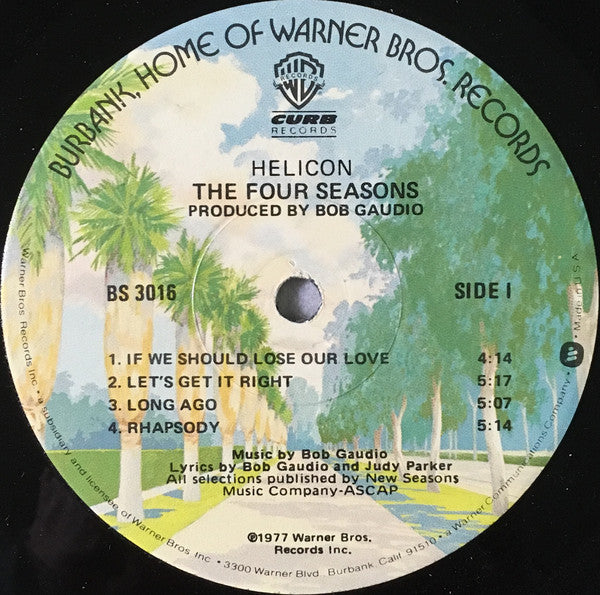 BURBANK, HOME OF WARNER BROS. RECORDS
WB
RECORDS
CURB
RECORDS
HELICON
THE FOUR SEASONS
PRODUCED BY BOB GAUDIO
BS 3016
SIDE I
1. IF WE SHOULD LOSE OUR LOVE 4:14
2. LET'S GET IT RIGHT 5:17
3. LONG AGO 5:07
4. RHAPSODY 5:14
Music by Bob Gaudio
Lyrics by Bob Gaudio and Judy Parker
All selections published by New Seasons
Music Company-ASCAP
©1977 Warner Bros.
Records Inc.
Warner Bros. Records Inc. • a subsidiary and licensee of Warner Bros. Inc. • 3300 Warner Blvd., Burbank, Calif. 91510 • a Warner Communications Company. • Made in U.S.A.